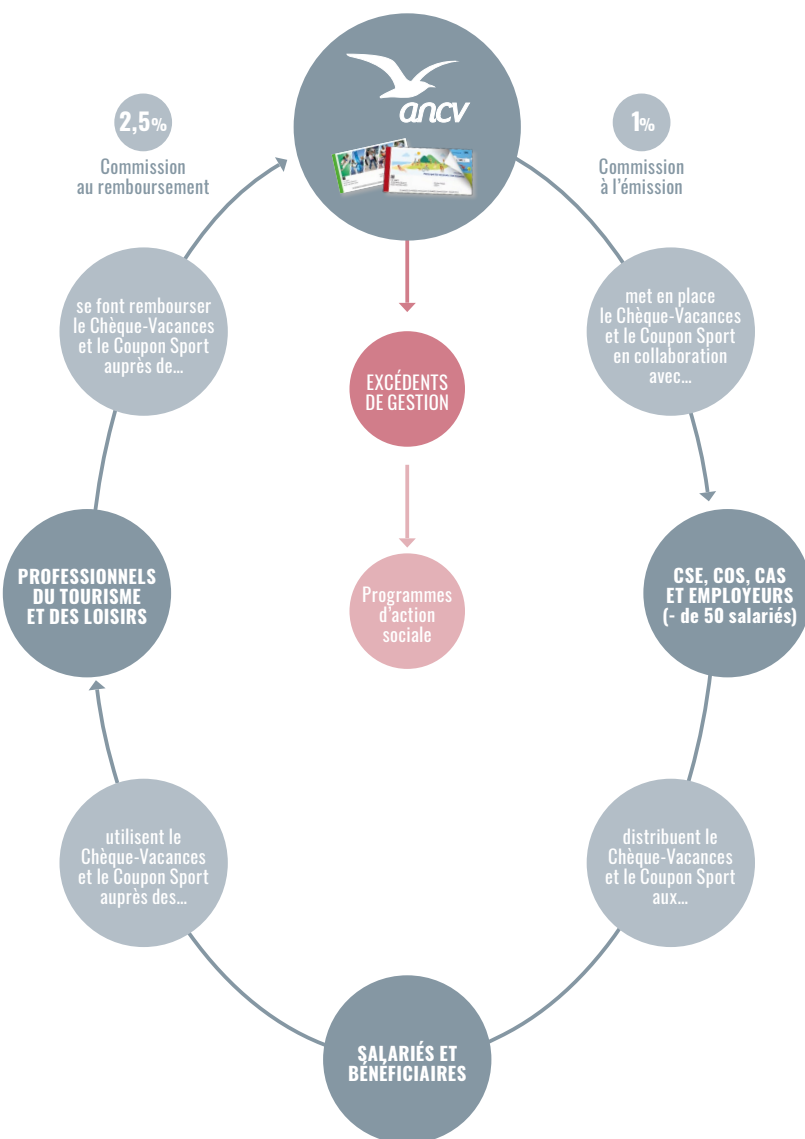 ancv
2,5%
Commission
au remboursement
1%
Commission
à l'émission
se font rembourser
le Chèque-Vacances
et le Coupon Sport
auprès de...
met en place
le Chèque-Vacances
et le Coupon Sport
en collaboration
avec...
EXCÉDENTS
DE GESTION
PROFESSIONNELS
DU TOURISME
ET DES LOISIRS
Programmes
d'action
sociale
CSE, COS, CAS
ET EMPLOYEURS
(- de 50 salariés)
utilisent le
Chèque-Vacances
et le Coupon Sport
auprès des...
distribuent le
Chèque-Vacances
et le Coupon Sport
aux...
SALARIÉS ET
BÉNÉFICIAIRES